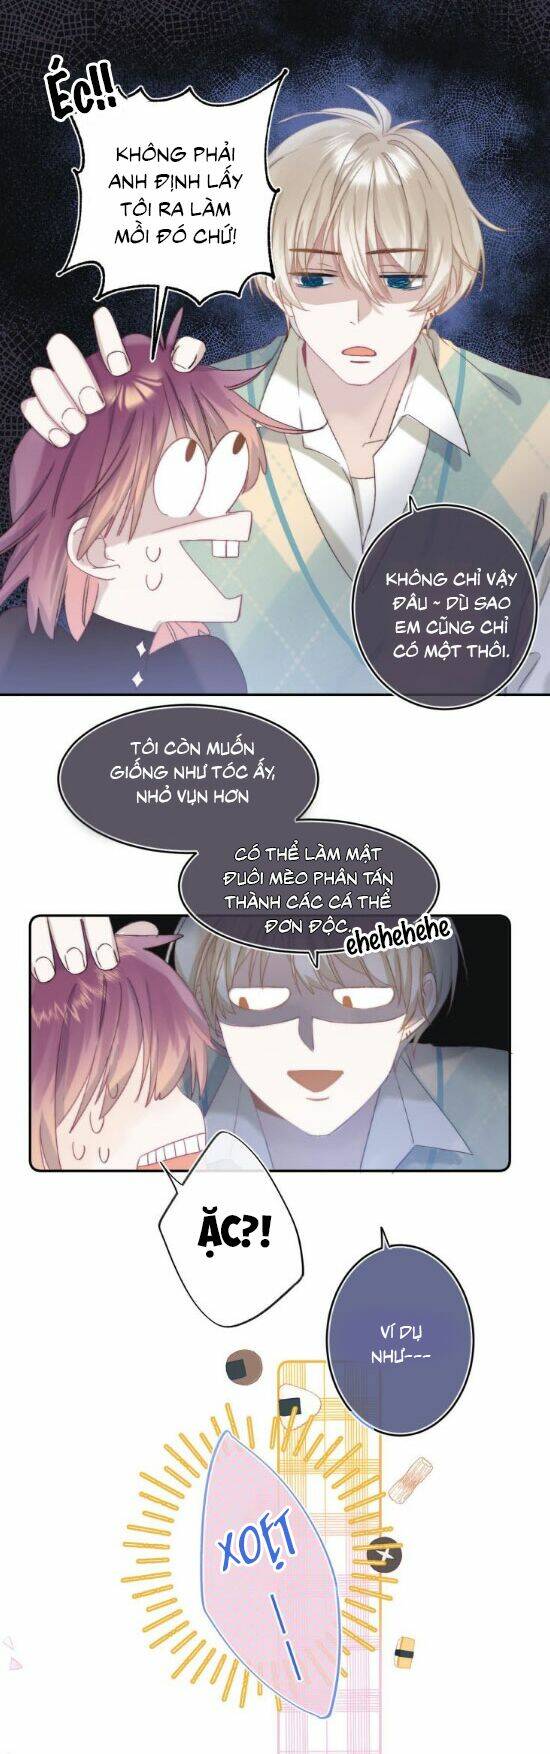 Éc!!
KHÔNG PHẢI
ANH ĐỊNH LẤY
TÔI RA LÀM
MỒI ĐÓ CHỨ!
KHÔNG CHỈ VẬY
ĐÂU ~ DÙ SAO
EM CŨNG CHỈ
CÓ MỘT THÔI.
TÔI CÒN MUỐN
GIỐNG NHƯ TÓC ẤY,
NHỎ VỤN HƠN
CÓ THỂ LÀM MẬT
ĐUÔI MÈO PHÂN TÁN
THÀNH CÁC CÁ THỂ
ĐƠN ĐỘC.
ehehehehe
ẶC?!
VÍ DỤ
NHƯ---
XOẸT
---